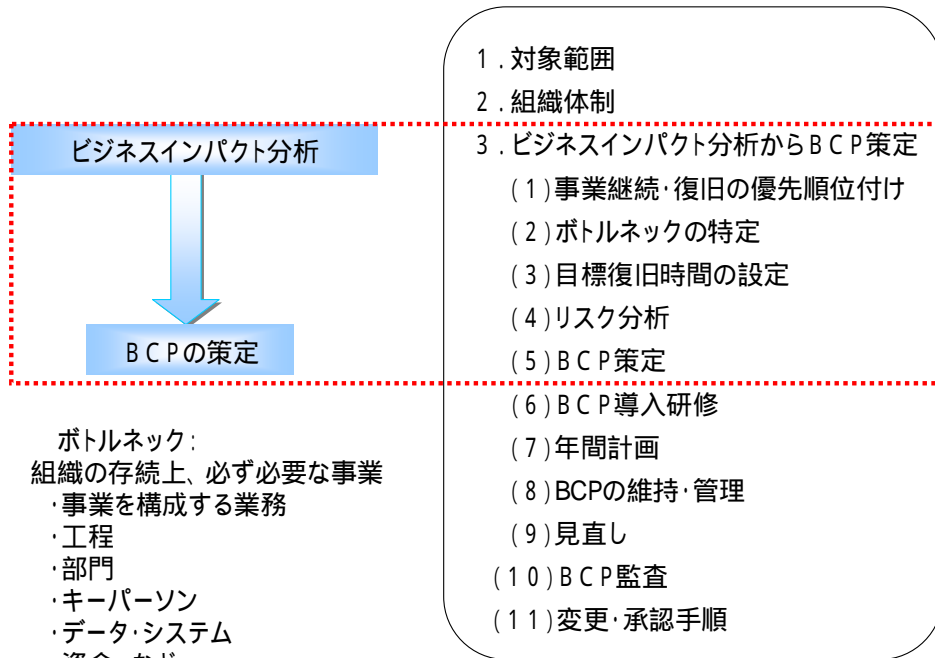 ビジネスインパクト分析
BCPの策定
ボトルネック:
組織の存続上、必ず必要な事業
・事業を構成する業務
・工程
・部門
・キーパーソン
・データ・システム
1.対象範囲
2.組織体制
3.ビジネスインパクト分析からBCP策定
(1)事業継続・復旧の優先順位付け
(2)ボトルネックの特定
(3)目標復旧時間の設定
(4)リスク分析
(5)BCP策定
(6)BCP導入研修
(7)年間計画
(8)BCPの維持・管理
(9)見直し
(10)BCP監査
(11)変更・承認手順